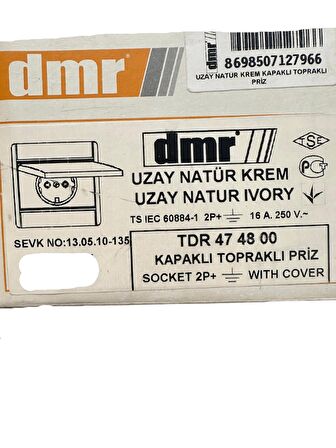 dmr
dmr
8698507127966
UZAY NATUR KREM KAPAKLI TOPRAKLI
PRİZ
dmr
TSE
UZAY NATÜR KREM
UZAY NATUR IVORY
TS IEC 60884-1 2P+⏚ 16 A. 250 V.~
SEVK NO:13.05.10-135
TDR 47 48 00
KAPAKLI TOPRAKLI PRİZ
SOCKET 2P+⏚ WITH COVER